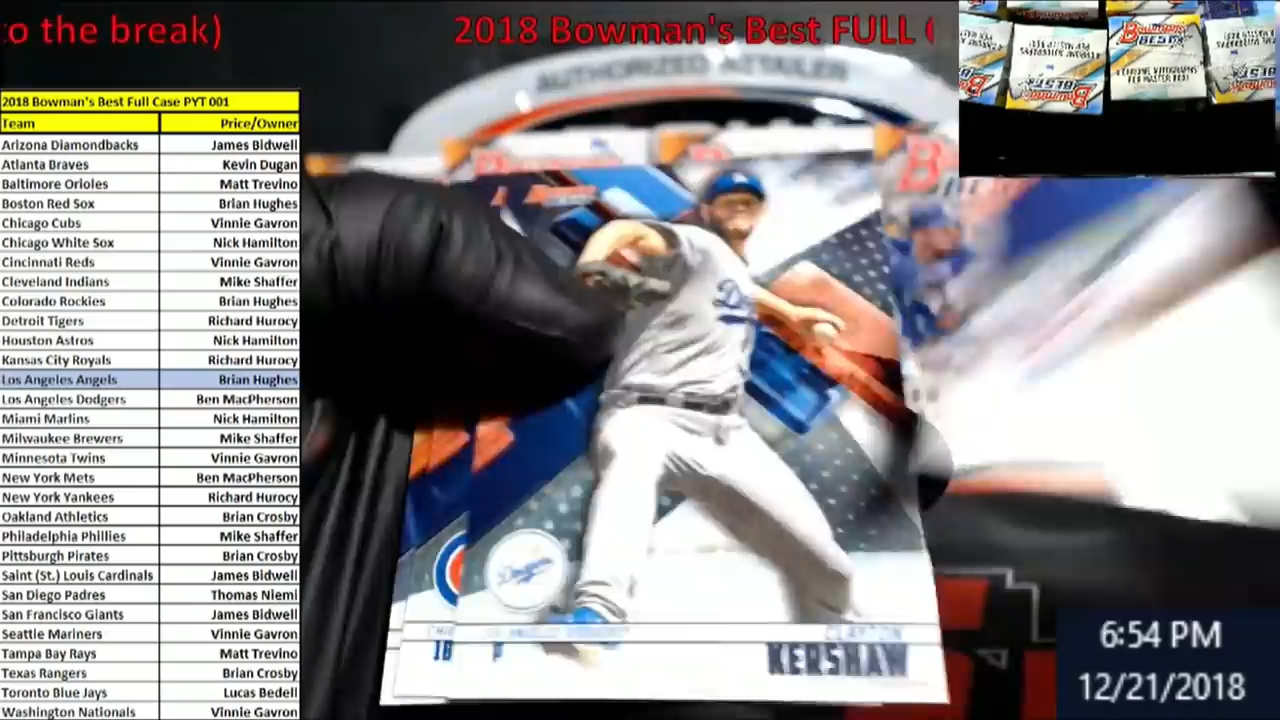 to the break)
2018 Bowman's Best FULL
AUTHORIZED RETAILER
2018 Bowman's Best Full Case PYT 001
Team Price/Owner
Arizona Diamondbacks James Bidwell
Atlanta Braves Kevin Dugan
Baltimore Orioles Matt Trevino
Boston Red Sox Brian Hughes
Chicago Cubs Vinnie Gavron
Chicago White Sox Nick Hamilton
Cincinnati Reds Vinnie Gavron
Cleveland Indians Mike Shaffer
Colorado Rockies Brian Hughes
Detroit Tigers Richard Hurocy
Houston Astros Nick Hamilton
Kansas City Royals Richard Hurocy
Los Angeles Angels Brian Hughes
Los Angeles Dodgers Ben MacPherson
Miami Marlins Nick Hamilton
Milwaukee Brewers Mike Shaffer
Minnesota Twins Vinnie Gavron
New York Mets Ben MacPherson
New York Yankees Richard Hurocy
Oakland Athletics Brian Crosby
Philadelphia Phillies Mike Shaffer
Pittsburgh Pirates Brian Crosby
Saint (St.) Louis Cardinals James Bidwell
San Diego Padres Thomas Niemi
San Francisco Giants James Bidwell
Seattle Mariners Vinnie Gavron
Tampa Bay Rays Matt Trevino
Texas Rangers Brian Crosby
Toronto Blue Jays Lucas Bedell
Washington Nationals Vinnie Gavron
Bowman's
BEST
Dodgers
CLAYTON
KERSHAW
6:54 PM
12/21/2018